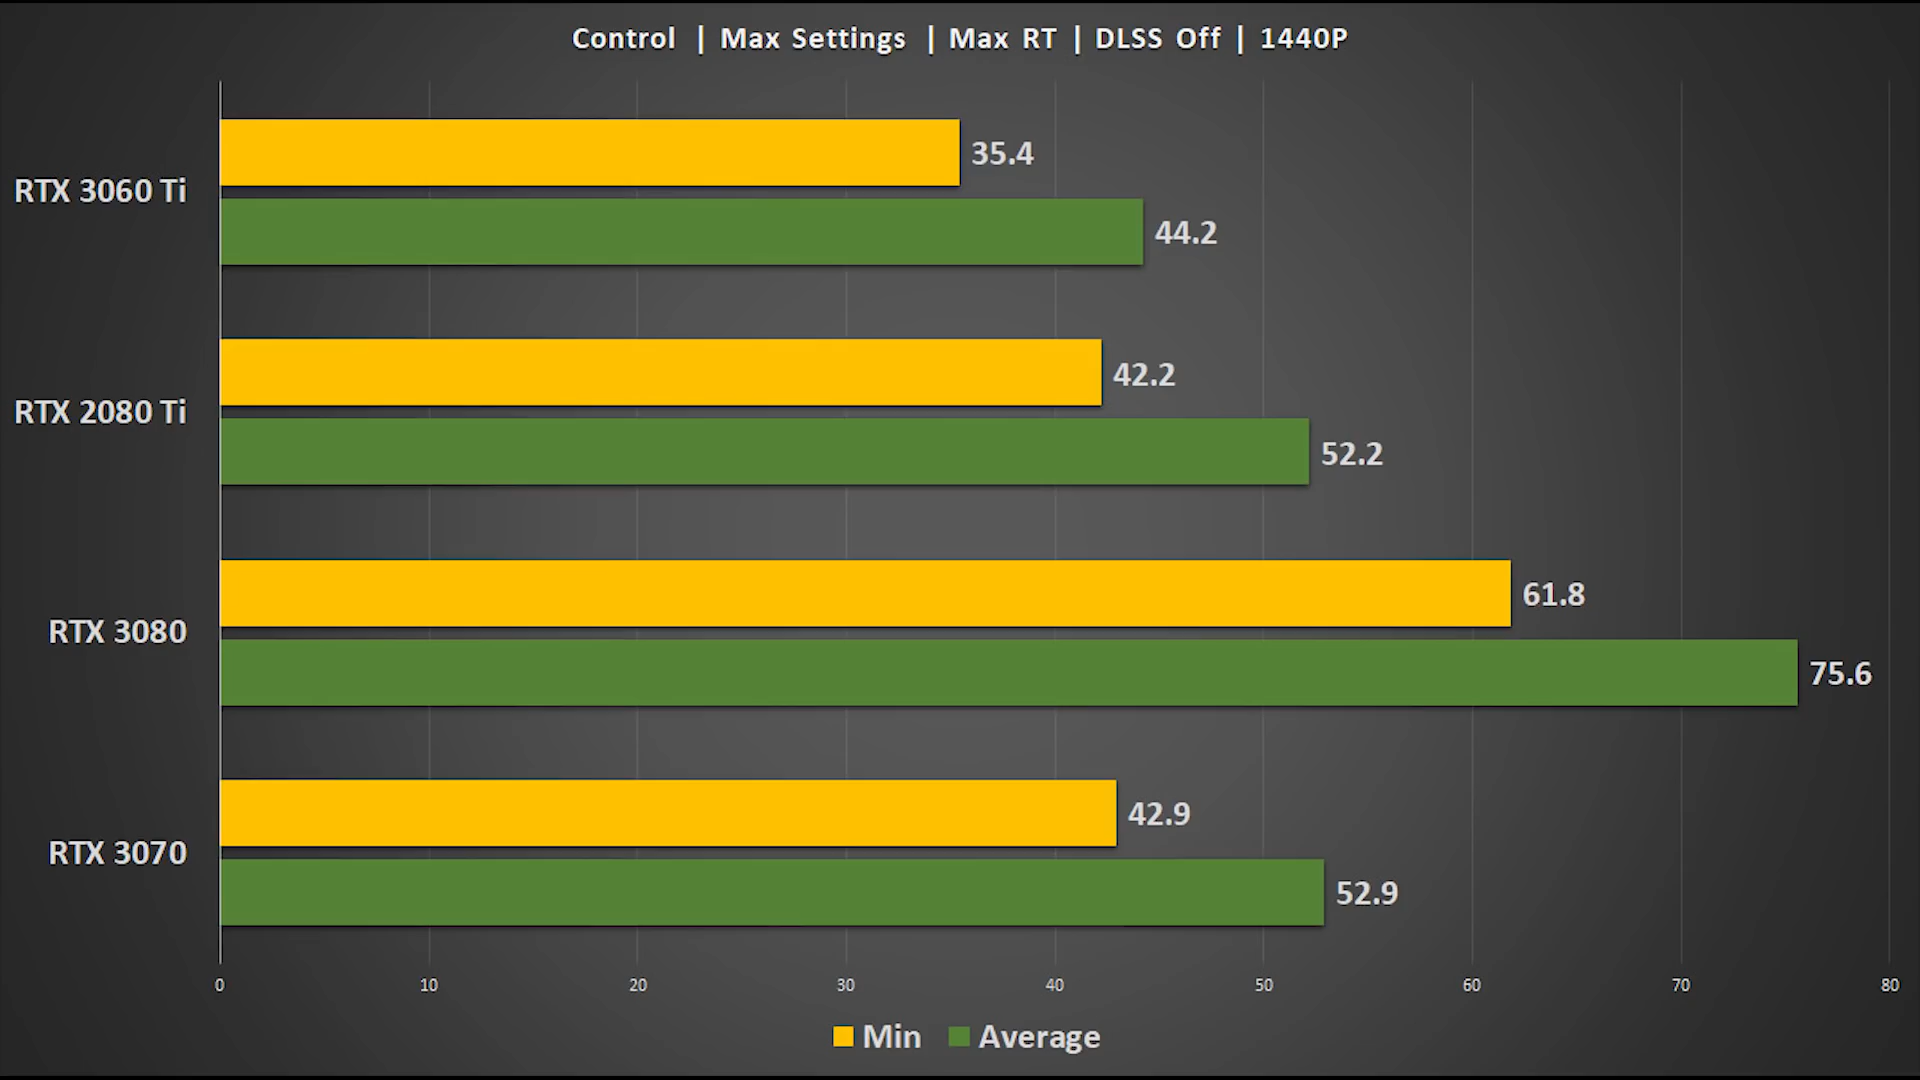 Control | Max Settings | Max RT | DLSS Off | 1440P
RTX 3060 Ti
35.4
44.2
RTX 2080 Ti
42.2
52.2
RTX 3080
61.8
75.6
RTX 3070
42.9
52.9
0 10 20 30 40 50 60 70 80
Min Average